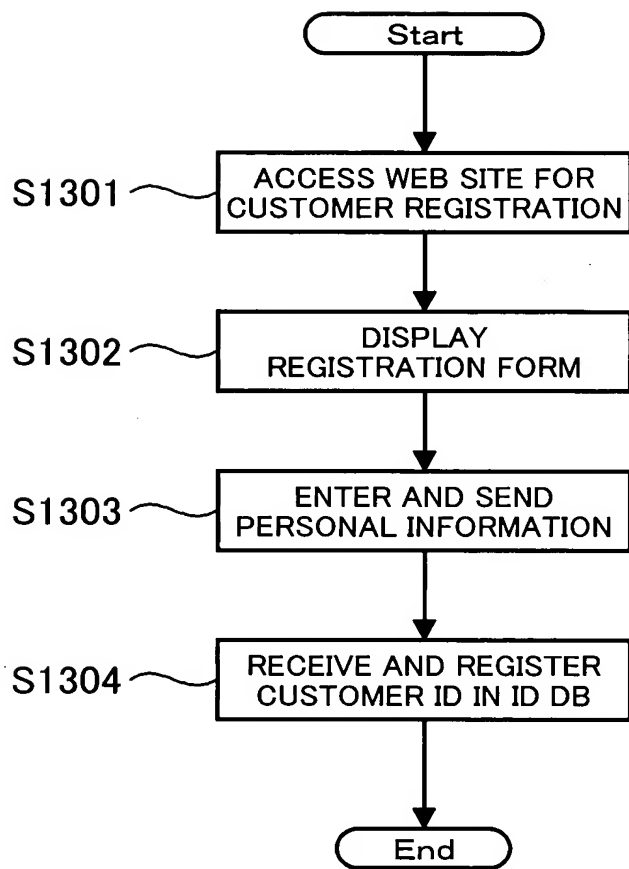 Start
S1301
ACCESS WEB SITE FOR
CUSTOMER REGISTRATION
S1302
DISPLAY
REGISTRATION FORM
S1303
ENTER AND SEND
PERSONAL INFORMATION
S1304
RECEIVE AND REGISTER
CUSTOMER ID IN ID DB
End